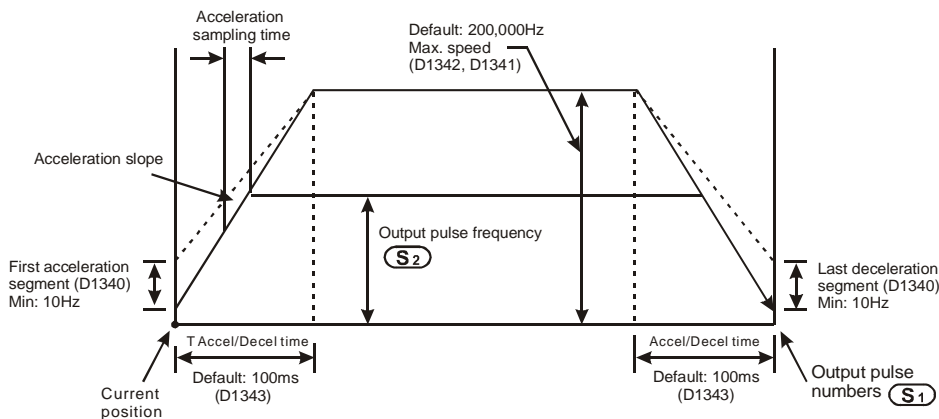 Acceleration
sampling time
Default: 200,000Hz
Max. speed
(D1342, D1341)
Acceleration slope
Output pulse frequency
S2
First acceleration
segment (D1340)
Min: 10Hz
Last deceleration
segment (D1340)
Min: 10Hz
T Accel/Decel time
Accel/Decel time
Default: 100ms
(D1343)
Default: 100ms
(D1343)
Current
position
Output pulse
numbers S1